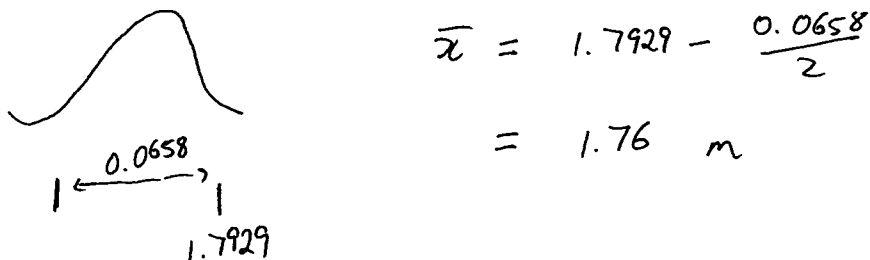 x̄ = 1.7929 - 0.0658/2
= 1.76 m
0.0658
1.7929